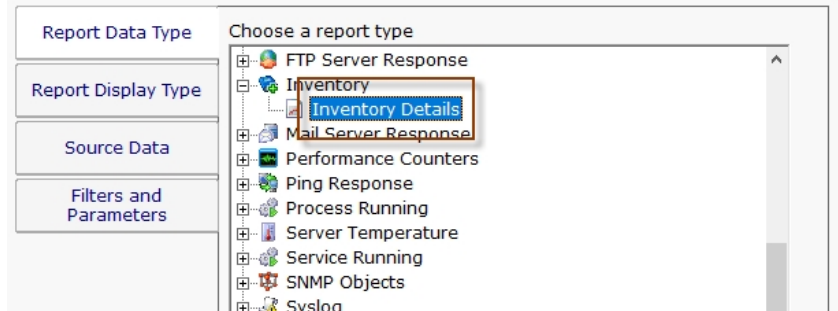 Report Data Type
Choose a report type
FTP Server Response
Inventory
Report Display Type
Inventory Details
Mail Server Response
Source Data
Performance Counters
Ping Response
Filters and
Parameters
Process Running
Server Temperature
Service Running
SNMP Objects
Syslog